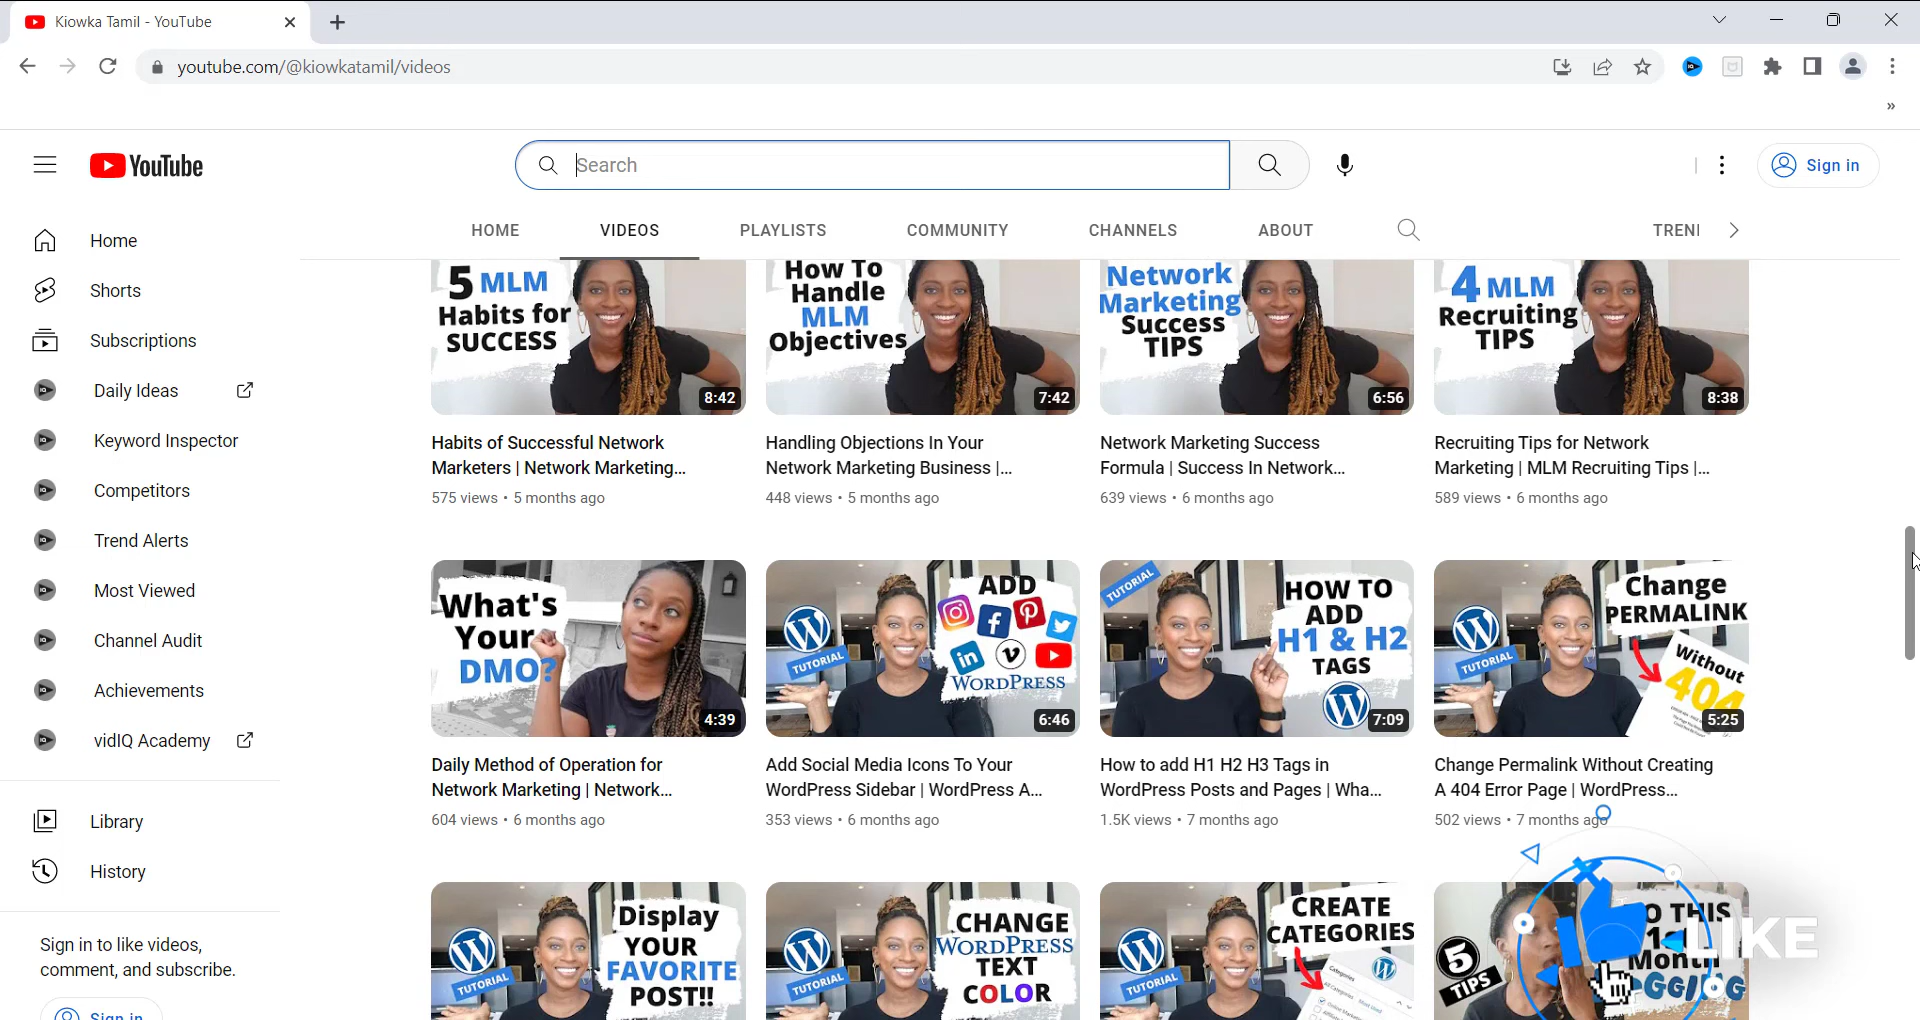 Kiowka Tamil - YouTube
youtube.com/@kiowkatamil/videos
»
YouTube
Search
Sign in
HOME VIDEOS PLAYLISTS COMMUNITY CHANNELS ABOUT TREN
Home
Shorts
Subscriptions
Daily Ideas
Keyword Inspector
Competitors
Trend Alerts
Most Viewed
Channel Audit
Achievements
vidIQ Academy
Library
History
Sign in to like videos,
comment, and subscribe.
Sign in
5 MLM
Habits for
SUCCESS
8:42
Habits of Successful Network
Marketers | Network Marketing...
575 views • 5 months ago
How To
Handle
MLM
Objectives
7:42
Handling Objections In Your
Network Marketing Business |...
448 views • 5 months ago
Network
Marketing
Success
TIPS
6:56
Network Marketing Success
Formula | Success In Network...
639 views • 6 months ago
4 MLM
Recruiting
TIPS
8:38
Recruiting Tips for Network
Marketing | MLM Recruiting Tips |...
589 views • 6 months ago
What's
Your
DMO?
4:39
Daily Method of Operation for
Network Marketing | Network...
604 views • 6 months ago
ADD
TUTORIAL
WORDPRESS
6:46
Add Social Media Icons To Your
WordPress Sidebar | WordPress A...
353 views • 6 months ago
TUTORIAL
HOW TO
ADD
H1 & H2
TAGS
7:09
How to add H1 H2 H3 Tags in
WordPress Posts and Pages | Wha...
1.5K views • 7 months ago
Change
PERMALINK
TUTORIAL
Without
404
5:25
Change Permalink Without Creating
A 404 Error Page | WordPress...
502 views • 7 months ago
Display
YOUR
FAVORITE
POST!!
TUTORIAL
CHANGE
WORDPRESS
TEXT
COLOR
TUTORIAL
CREATE
CATEGORIES
TUTORIAL
Categories
5
TIPS
O THIS
Month
LIKE